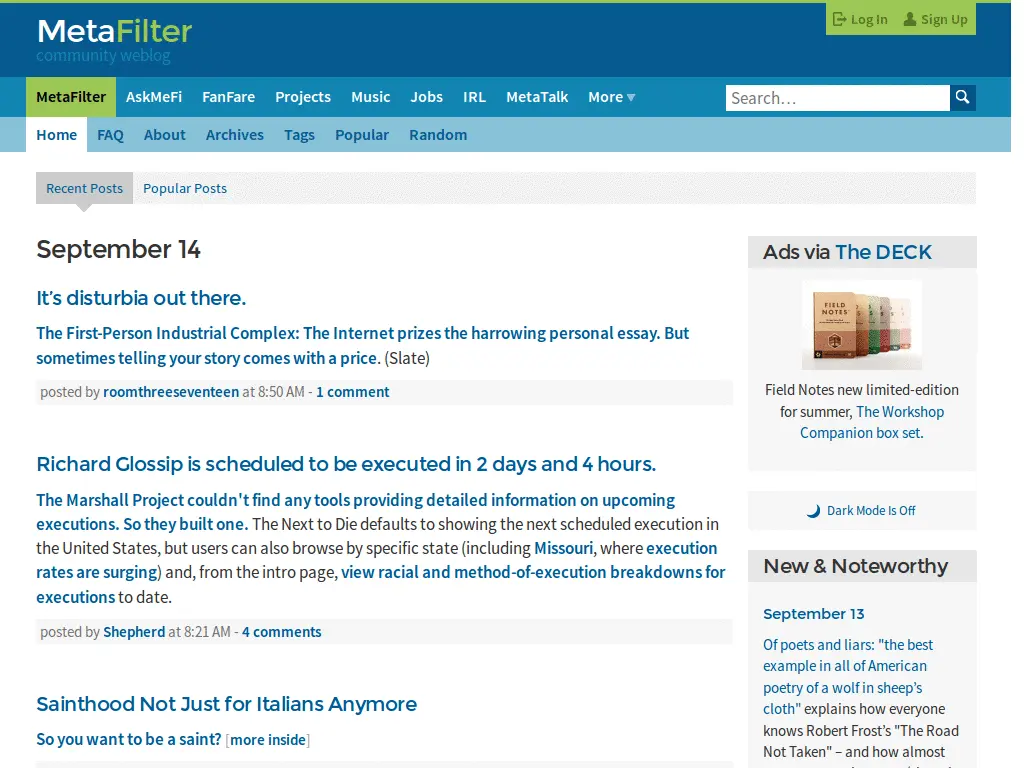 MetaFilter
community weblog
Log In Sign Up
MetaFilter AskMeFi FanFare Projects Music Jobs IRL MetaTalk More
Search…
Home FAQ About Archives Tags Popular Random
Recent Posts Popular Posts
September 14
It's disturbia out there.
The First-Person Industrial Complex: The Internet prizes the harrowing personal essay. But
sometimes telling your story comes with a price. (Slate)
posted by roomthreeseventeen at 8:50 AM - 1 comment
Richard Glossip is scheduled to be executed in 2 days and 4 hours.
The Marshall Project couldn't find any tools providing detailed information on upcoming
executions. So they built one. The Next to Die defaults to showing the next scheduled execution in
the United States, but users can also browse by specific state (including Missouri, where execution
rates are surging) and, from the intro page, view racial and method-of-execution breakdowns for
executions to date.
posted by Shepherd at 8:21 AM - 4 comments
Sainthood Not Just for Italians Anymore
So you want to be a saint? [more inside]
Ads via The DECK
FIELD
NOTES
Field Notes new limited-edition
for summer, The Workshop
Companion box set.
Dark Mode Is Off
New & Noteworthy
September 13
Of poets and liars: "the best
example in all of American
poetry of a wolf in sheep's
cloth" explains how everyone
knows Robert Frost's "The Road
Not Taken" – and how almost